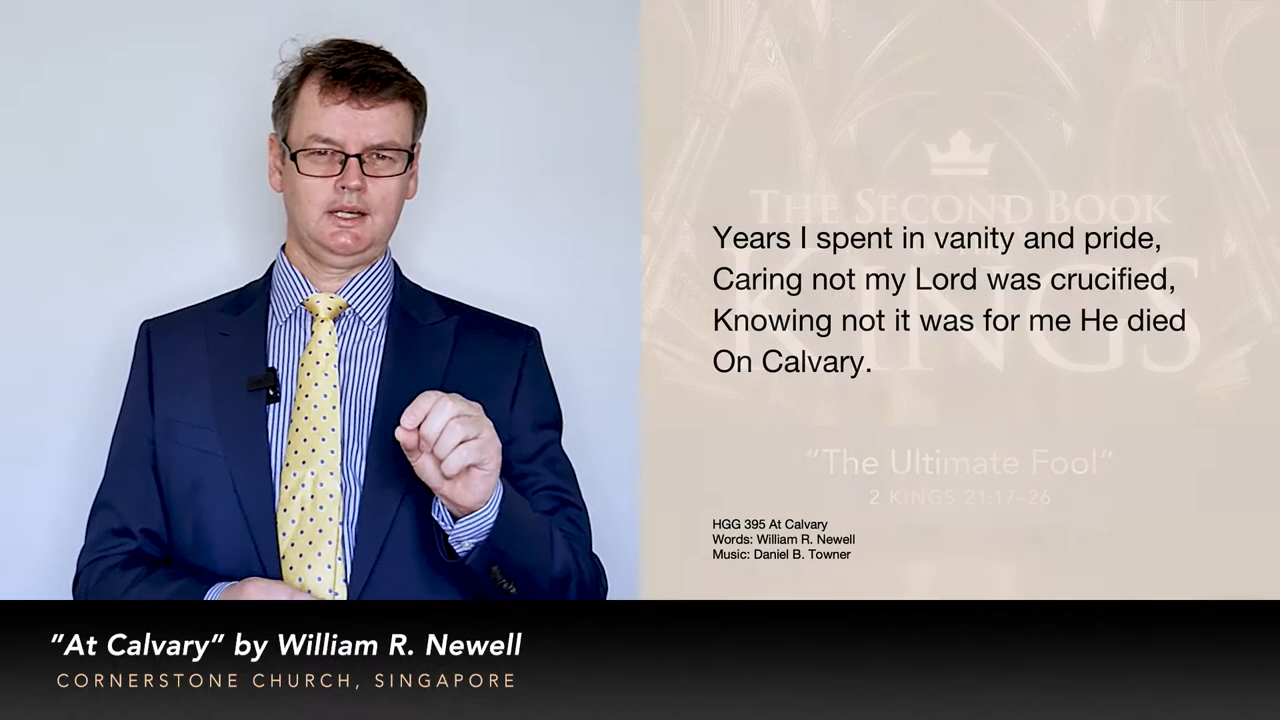 THE SECOND BOOK
KINGS
Years I spent in vanity and pride,
Caring not my Lord was crucified,
Knowing not it was for me He died
On Calvary.
"The Ultimate Fool"
2 KINGS 21:17–26
HGG 395 At Calvary
Words: William R. Newell
Music: Daniel B. Towner
"At Calvary" by William R. Newell
CORNERSTONE CHURCH, SINGAPORE